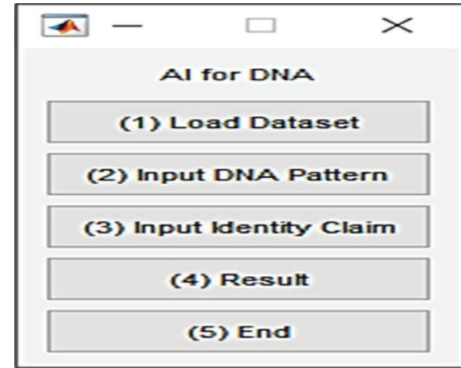 AI for DNA
(1) Load Dataset
(2) Input DNA Pattern
(3) Input Identity Claim
(4) Result
(5) End